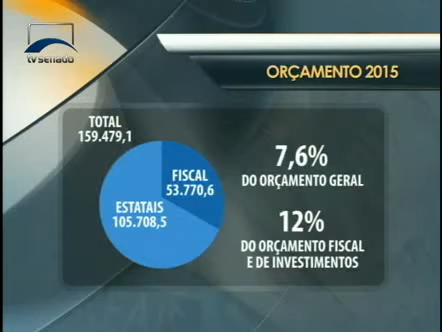 tv senado
ORÇAMENTO 2015
TOTAL
159.479,1
FISCAL
53.770,6
ESTATAIS
105.708,5
7,6%
DO ORÇAMENTO GERAL
12%
DO ORÇAMENTO FISCAL
E DE INVESTIMENTOS